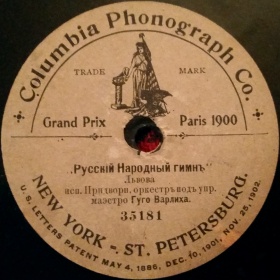 Columbia Phonograph Co.
TRADE MARK
Grand Prix Paris 1900
„Русскій Народный гимнъ"
Львова
исп. Придворн. оркестръ подъ упр.
маэстро Гуго Варлиха.
35181
NEW YORK - ST. PETERSBURG.
U.S. LETTERS PATENT MAY 4, 1886, DEC. 10, 1901, NOV. 25, 1902.